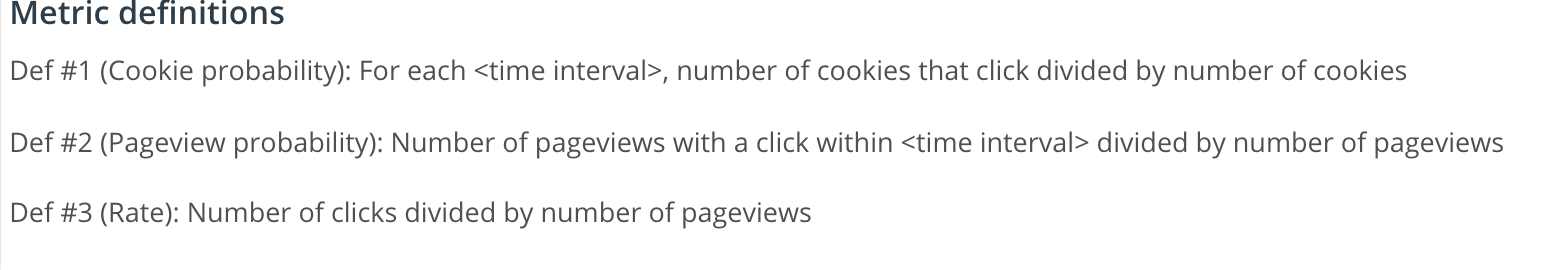 Metric definitions
Def #1 (Cookie probability): For each <time interval>, number of cookies that click divided by number of cookies
Def #2 (Pageview probability): Number of pageviews with a click within <time interval> divided by number of pageviews
Def #3 (Rate): Number of clicks divided by number of pageviews